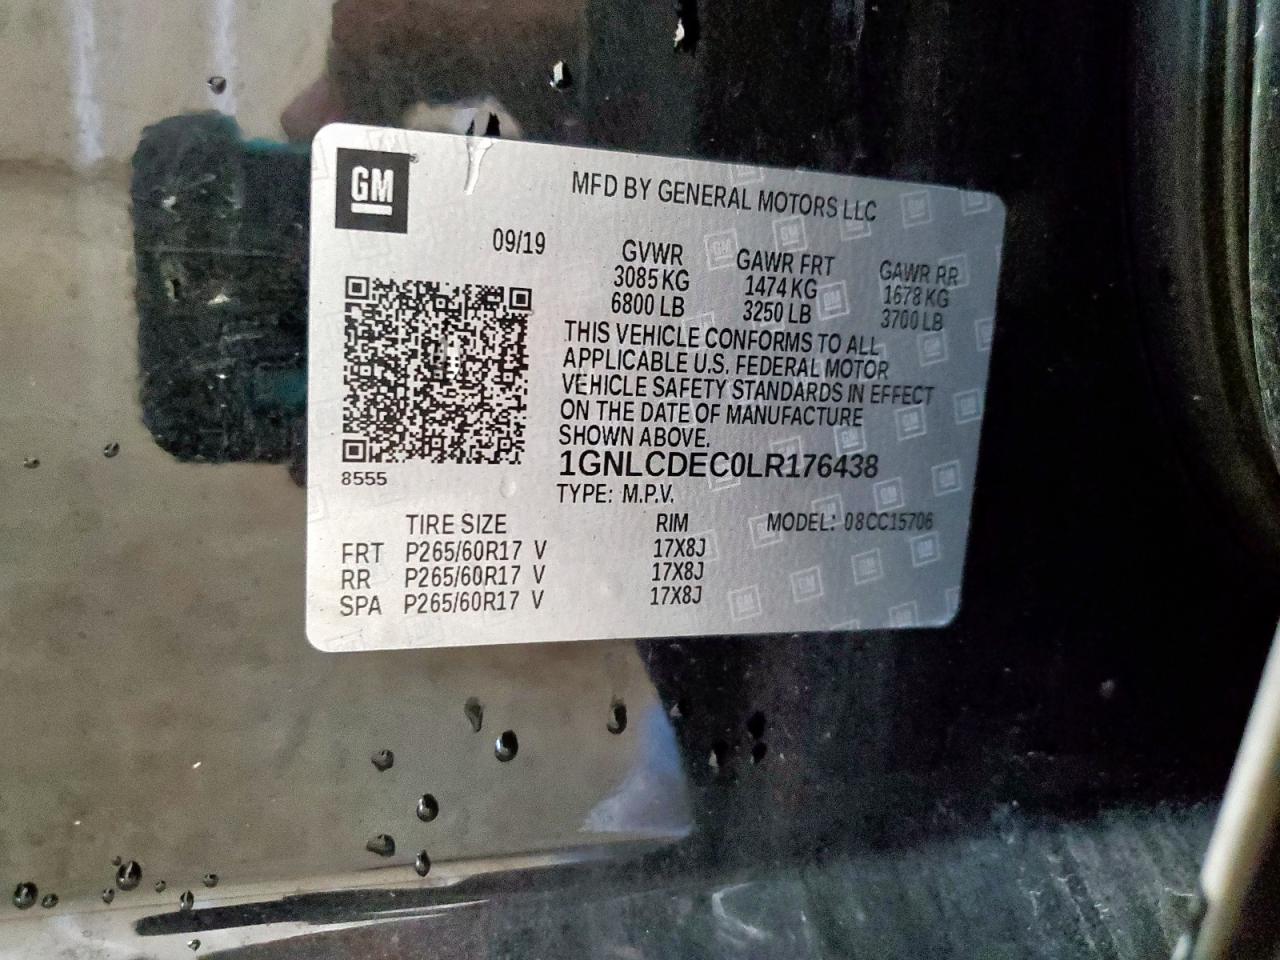 GM
MFD BY GENERAL MOTORS LLC
09/19
GVWR GAWR FRT GAWR RR
3085 KG 1474 KG 1678 KG
6800 LB 3250 LB 3700 LB
THIS VEHICLE CONFORMS TO ALL
APPLICABLE U.S. FEDERAL MOTOR
VEHICLE SAFETY STANDARDS IN EFFECT
ON THE DATE OF MANUFACTURE
SHOWN ABOVE.
8555
1GNLCDEC0LR176438
TYPE: M.P.V.
TIRE SIZE RIM MODEL: 08CC15706
FRT P265/60R17 V 17X8J
RR P265/60R17 V 17X8J
SPA P265/60R17 V 17X8J